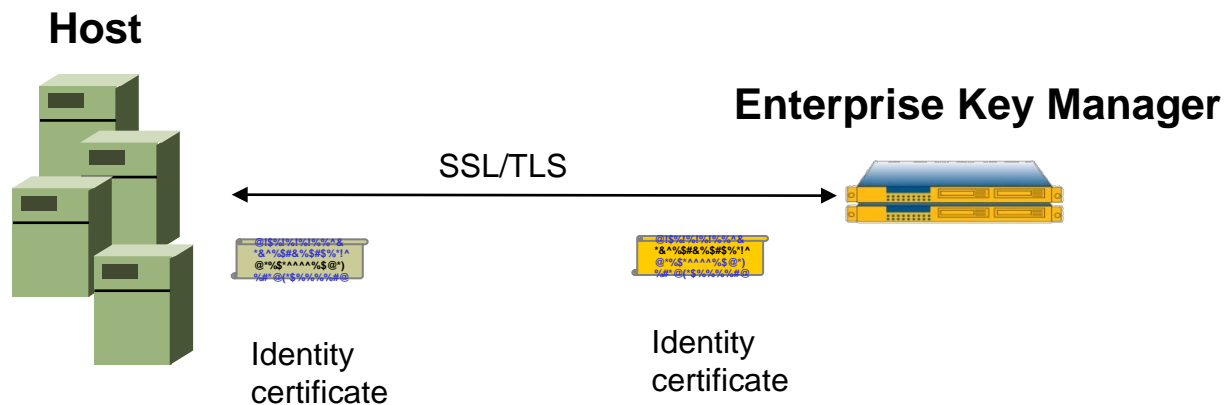 Host
Enterprise Key Manager
SSL/TLS
@!$%!%!%!%%^&
*&^%$#&%$#$%*!^
@*%$*^^^^%$@*)
%#*@(*$%%%%#@
@!$%!%!%!%%^&
*&^%$#&%$#$%*!^
@*%$*^^^^%$@*)
%#*@(*$%%%%#@
Identity
certificate
Identity
certificate